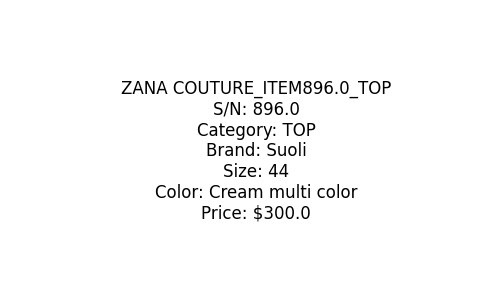 ZANA COUTURE_ITEM896.0_TOP
S/N: 896.0
Category: TOP
Brand: Suoli
Size: 44
Color: Cream multi color
Price: $300.0